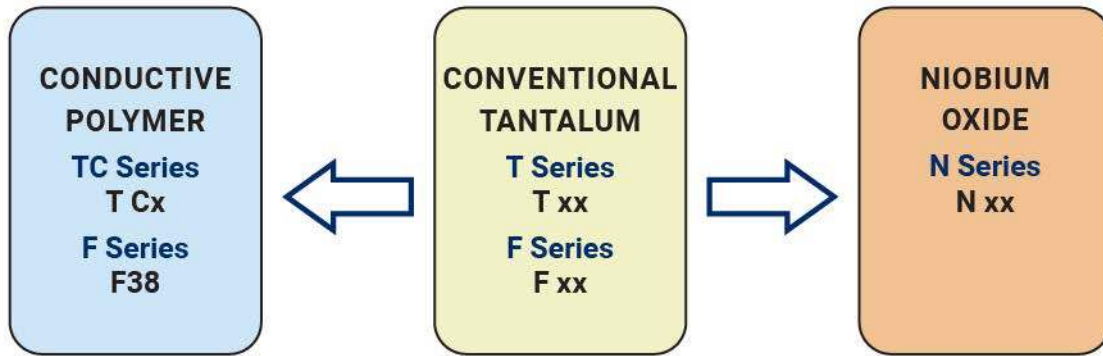 CONDUCTIVE
POLYMER
TC Series
T Cx
F Series
F38
CONVENTIONAL
TANTALUM
T Series
T xx
F Series
F xx
NIOBIUM
OXIDE
N Series
N xx